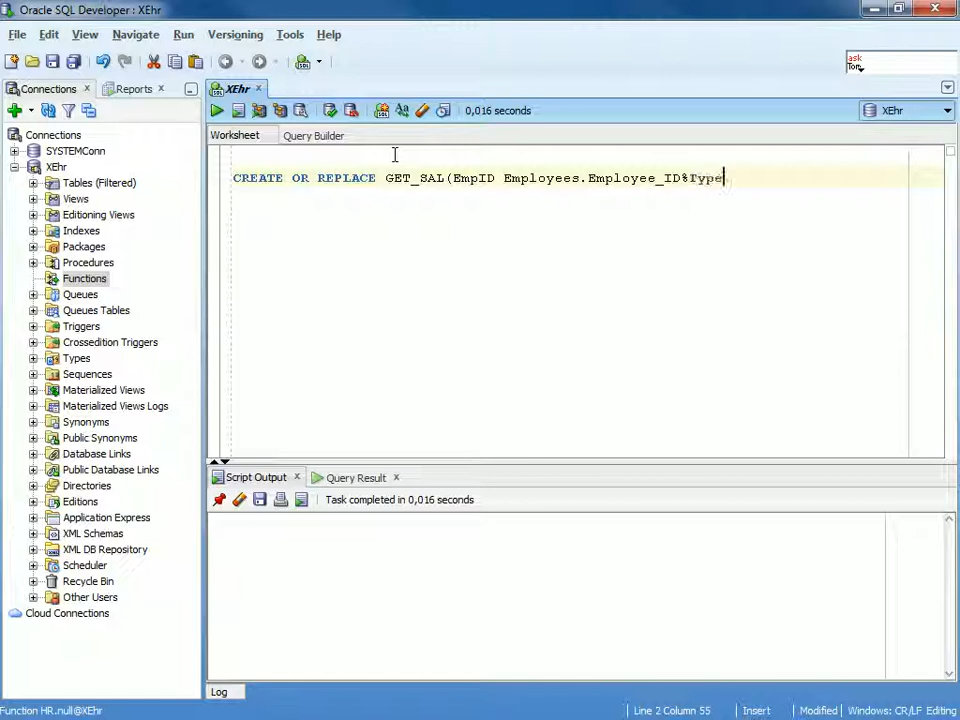 Oracle SQL Developer : XEhr
File Edit View Navigate Run Versioning Tools Help
ask
Tom
Connections
Reports
XEhr
0,016 seconds
XEhr
Worksheet
Query Builder
Connections
SYSTEMConn
XEhr
Tables (Filtered)
Views
Editioning Views
Indexes
Packages
Procedures
Functions
Queues
Queues Tables
Triggers
Crossedition Triggers
Types
Sequences
Materialized Views
Materialized Views Logs
Synonyms
Public Synonyms
Database Links
Public Database Links
Directories
Editions
Application Express
XML Schemas
XML DB Repository
Scheduler
Recycle Bin
Other Users
Cloud Connections
CREATE OR REPLACE GET_SAL(EmpID Employees.Employee_ID%Type
Script Output
Query Result
Task completed in 0,016 seconds
Log
Function HR.null@XEhr
Line 2 Column 55
Insert
Modified
Windows: CR/LF Editing